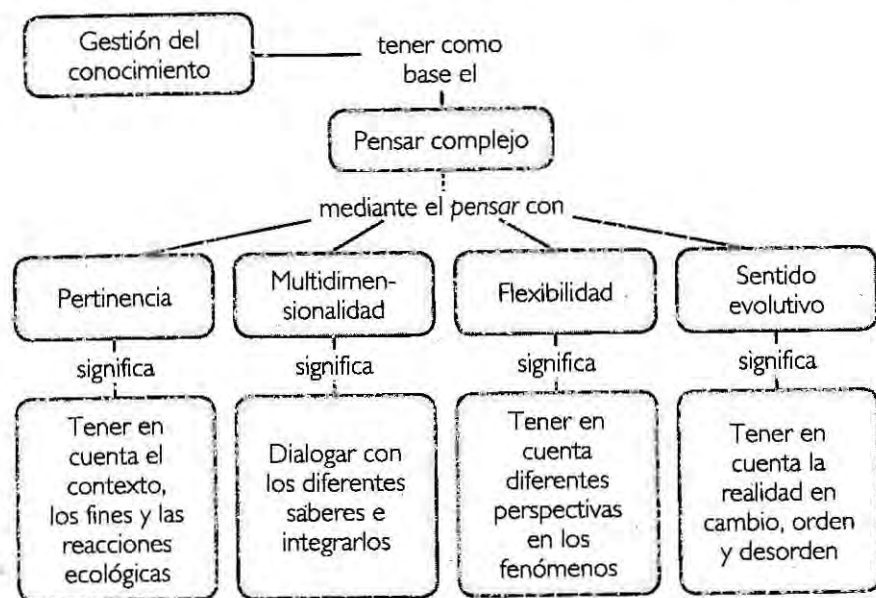 Gestión del
conocimiento
tener como
base el
Pensar complejo
mediante el pensar con
Pertinencia
Multidimen-
sionalidad
Flexibilidad
Sentido
evolutivo
significa
significa
significa
significa
Tener en
cuenta el
contexto,
los fines y las
reacciones
ecológicas
Dialogar con
los diferentes
saberes e
integrarlos
Tener en
cuenta
diferentes
perspectivas
en los
fenómenos
Tener en
cuenta la
realidad en
cambio, orden
y desorden